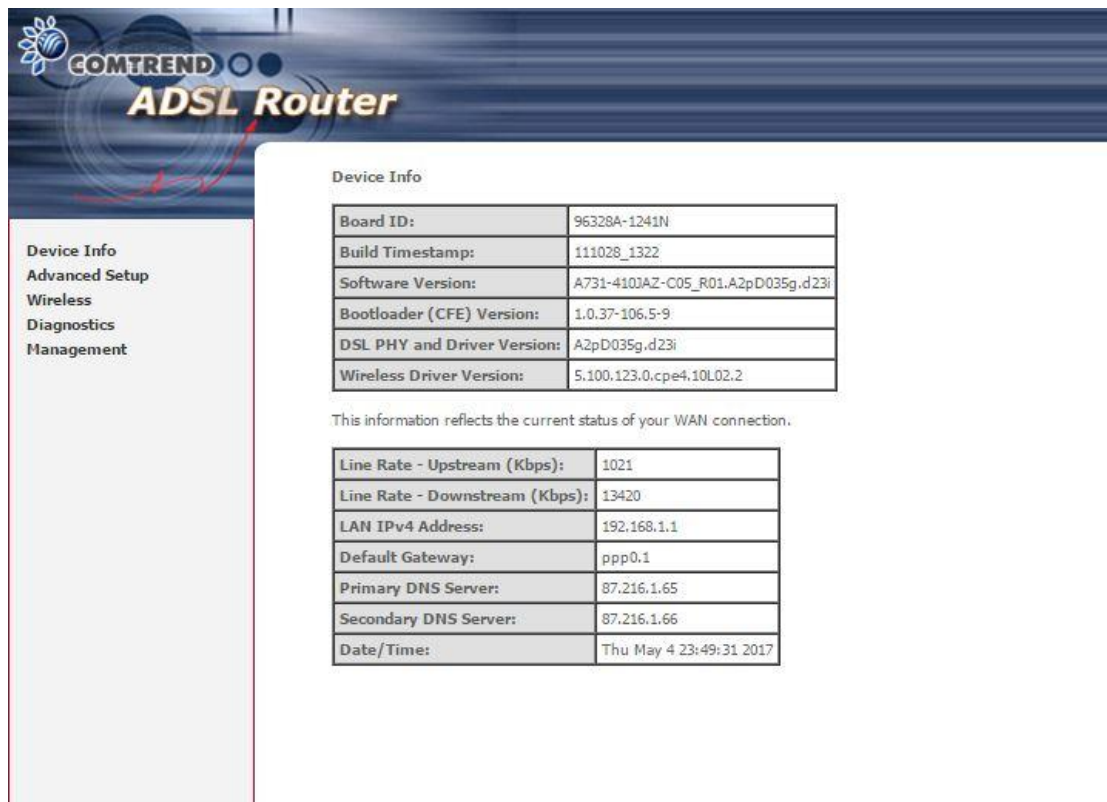 COMTREND
ADSL Router
Device Info
Advanced Setup
Wireless
Diagnostics
Management
Device Info
Board ID: 96328A-1241N
Build Timestamp: 111028_1322
Software Version: A731-410JAZ-C05_R01.A2pD035g.d23i
Bootloader (CFE) Version: 1.0.37-106.5-9
DSL PHY and Driver Version: A2pD035g.d23i
Wireless Driver Version: 5.100.123.0.cpe4.10L02.2
This information reflects the current status of your WAN connection.
Line Rate - Upstream (Kbps): 1021
Line Rate - Downstream (Kbps): 13420
LAN IPv4 Address: 192.168.1.1
Default Gateway: ppp0.1
Primary DNS Server: 87.216.1.65
Secondary DNS Server: 87.216.1.66
Date/Time: Thu May 4 23:49:31 2017